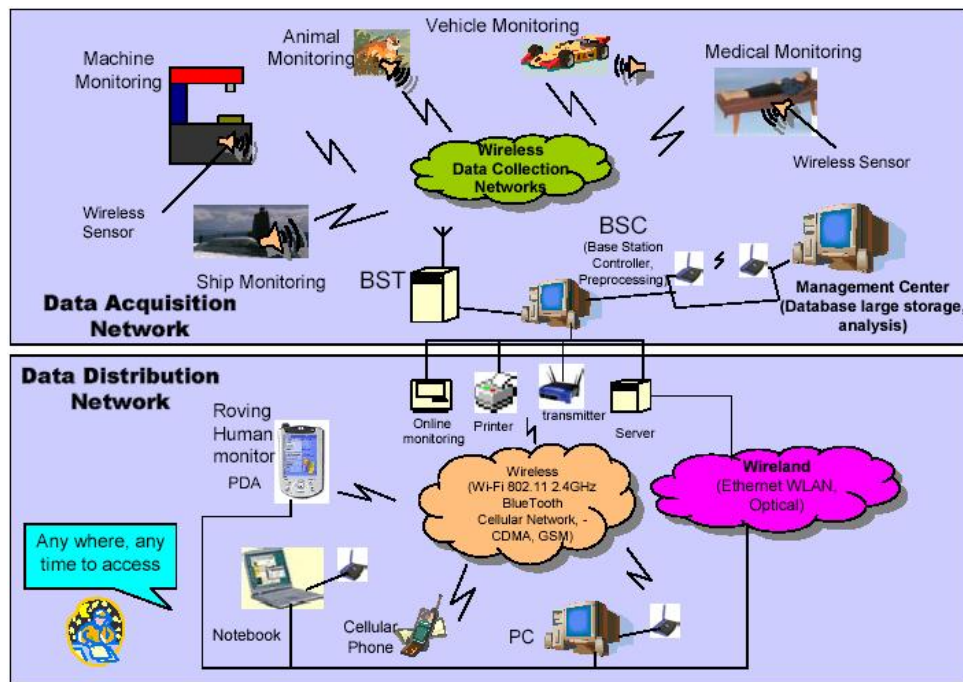 Vehicle Monitoring
Animal
Monitoring
Machine
Monitoring
Medical Monitoring
Wireless
Data Collection
Networks
Wireless Sensor
Wireless
Sensor
Ship Monitoring
BST
BSC
(Base Station
Controller,
Preprocessing)
Management Center
(Database large storage,
analysis)
Data Acquisition
Network
Data Distribution
Network
Online
monitoring
Printer
transmitter
Server
Roving
Human
monitor
PDA
Wireless
(Wi-Fi 802.11 2.4GHz
BlueTooth
Cellular Network, -
CDMA, GSM)
Wireland
(Ethernet WLAN,
Optical)
Any where, any
time to access
Notebook
Cellular
Phone
PC